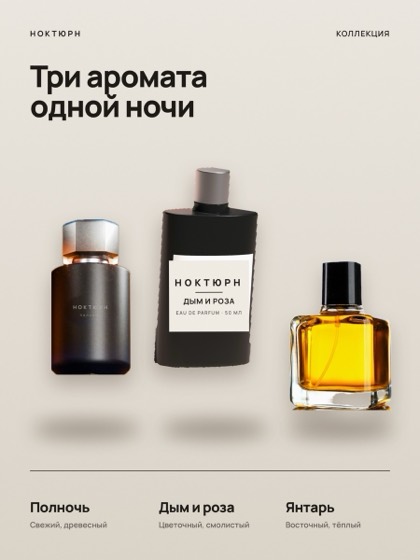 НОКТЮРН
КОЛЛЕКЦИЯ
Три аромата
одной ночи
НОКТЮРН
НОКТЮРН
ДЫМ И РОЗА
EAU DE PARFUM · 50 МЛ
Полночь
Свежий, древесный
Дым и роза
Цветочный, смолистый
Янтарь
Восточный, тёплый